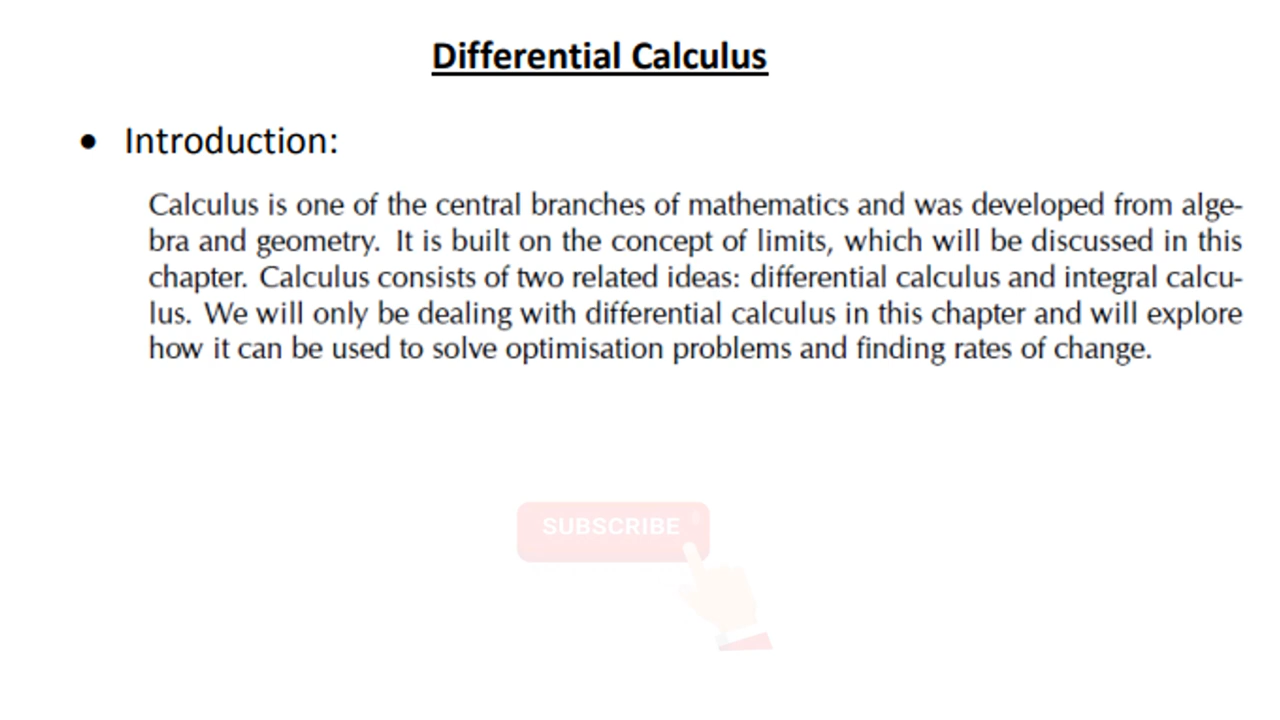 Differential Calculus
• Introduction:
Calculus is one of the central branches of mathematics and was developed from alge-
bra and geometry. It is built on the concept of limits, which will be discussed in this
chapter. Calculus consists of two related ideas: differential calculus and integral calcu-
lus. We will only be dealing with differential calculus in this chapter and will explore
how it can be used to solve optimisation problems and finding rates of change.
SUBSCRIBE